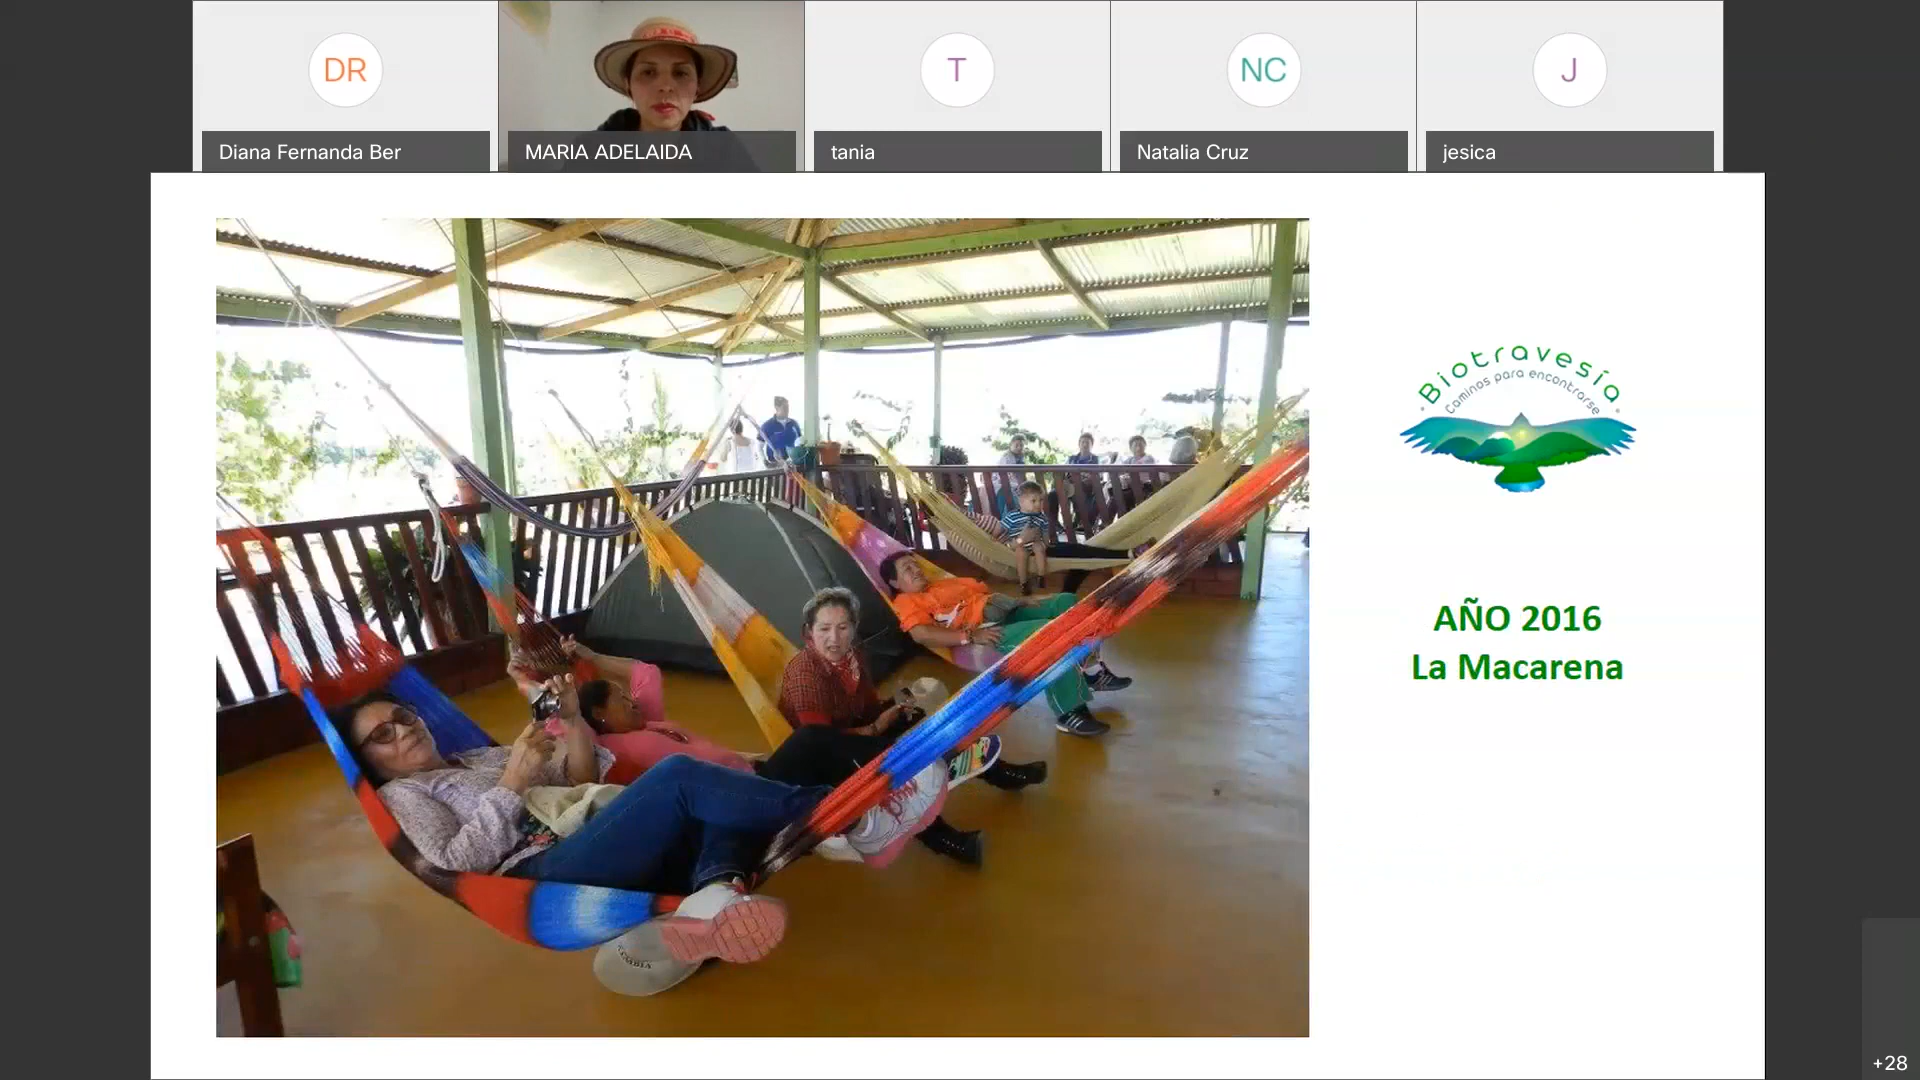 DR
T
NC
J
Diana Fernanda Ber
MARIA ADELAIDA
tania
Natalia Cruz
jesica
Biotravesía
Caminos para encontrarse
AÑO 2016
La Macarena
+28